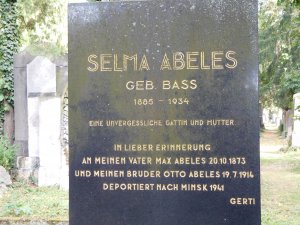 SELMA ABELES
GEB. BASS
1885 - 1934
EINE UNVERGESSLICHE GATTIN UND MUTTER
IN LIEBER ERINNERUNG
AN MEINEN VATER MAX ABELES 20.10.1873
UND MEINEN BRUDER OTTO ABELES 19.7.1914
DEPORTIERT NACH MINSK 1941
GERTI